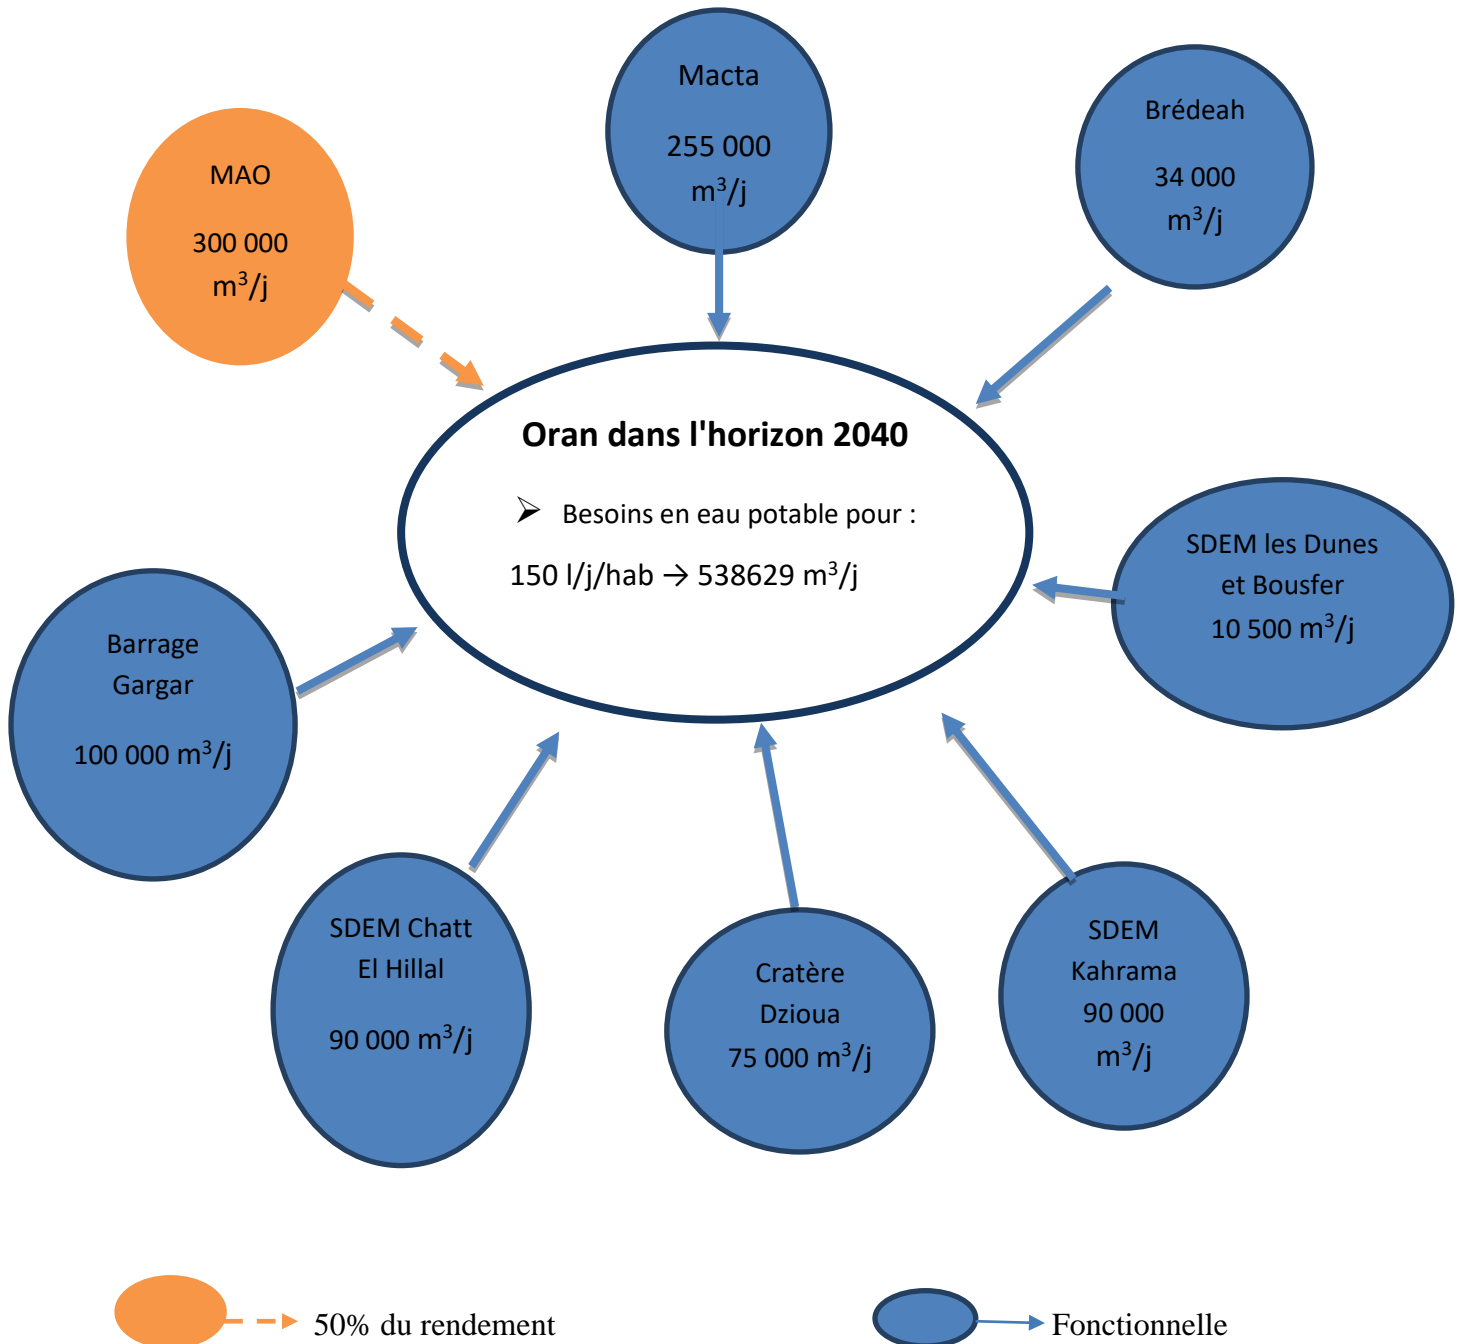 Macta
255 000
m³/j
Brédeah
34 000
m³/j
MAO
300 000
m³/j
Oran dans l'horizon 2040
➢ Besoins en eau potable pour :
150 l/j/hab → 538629 m³/j
SDEM les Dunes
et Bousfer
10 500 m³/j
Barrage
Gargar
100 000 m³/j
SDEM Chatt
El Hillal
90 000 m³/j
Cratère
Dzioua
75 000 m³/j
SDEM
Kahrama
90 000
m³/j
50% du rendement
Fonctionnelle